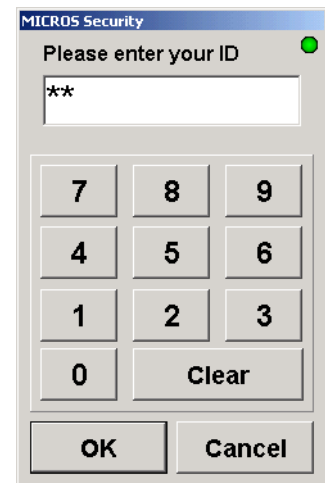 MICROS Security
Please enter your ID
**
7 8 9
4 5 6
1 2 3
0 Clear
OK Cancel